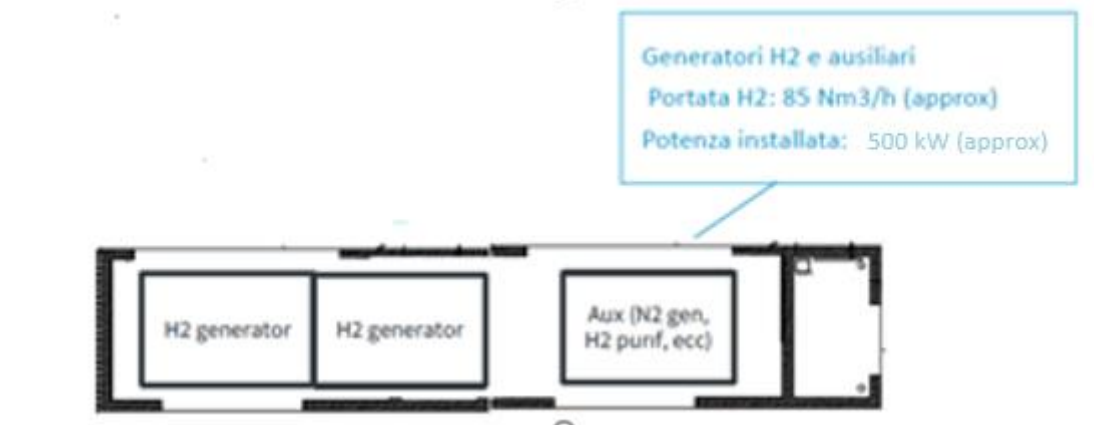 Generatori H2 e ausiliari
Portata H2: 85 Nm3/h (approx)
Potenza installata: 500 kW (approx)
H2 generator
H2 generator
Aux (N2 gen,
H2 purif, ecc)